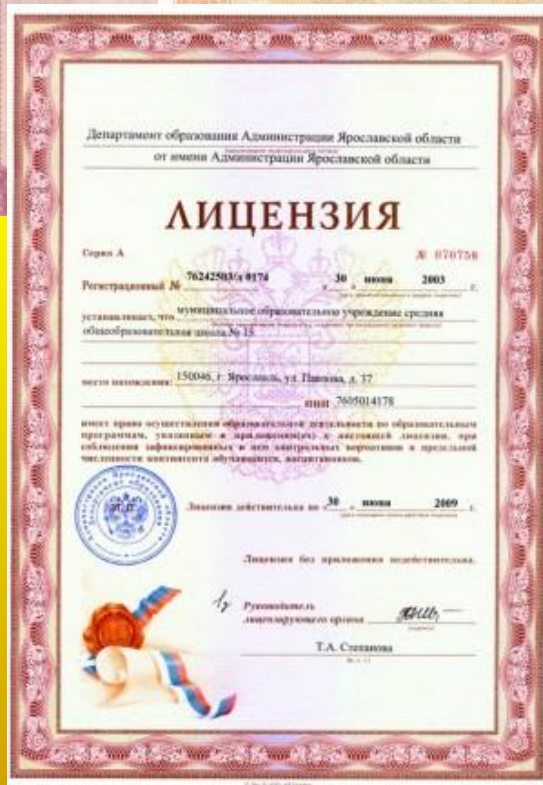 Департамент образования Администрации Ярославской области
от имени Администрации Ярославской области
ЛИЦЕНЗИЯ
Серия А № 070758
Регистрационный № 76242503/л 0174 « 30 » июня 2003 г.
устанавливает, что муниципальное образовательное учреждение средняя
общеобразовательная школа № 15
место нахождения: 150046, г. Ярославль, ул. Павлова, д. 37
ИНН 7605014178
имеет право осуществления образовательной деятельности по образовательным
программам, указанным в приложении(ях) к настоящей лицензии, при
соблюдении зафиксированных в нем контрольных нормативов и предельной
численности контингента обучающихся, воспитанников.
М.П.
Лицензия действительна по « 30 » июня 2009 г.
Лицензия без приложения недействительна.
Руководитель
лицензирующего органа
Т.А. Степанова